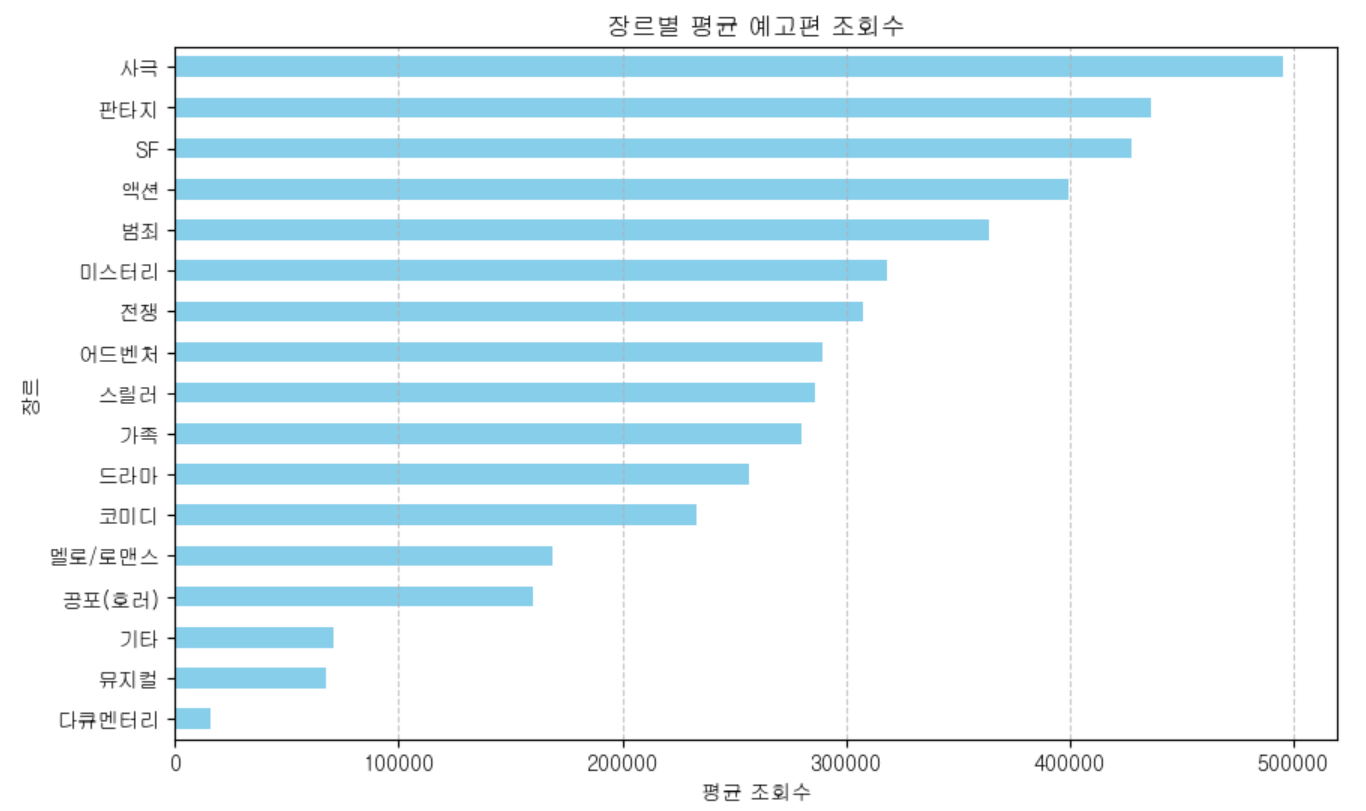 장르별 평균 예고편 조회수
장르
사극
판타지
SF
액션
범죄
미스터리
전쟁
어드벤처
스릴러
가족
드라마
코미디
멜로/로맨스
공포(호러)
기타
뮤지컬
다큐멘터리
0 100000 200000 300000 400000 500000
평균 조회수